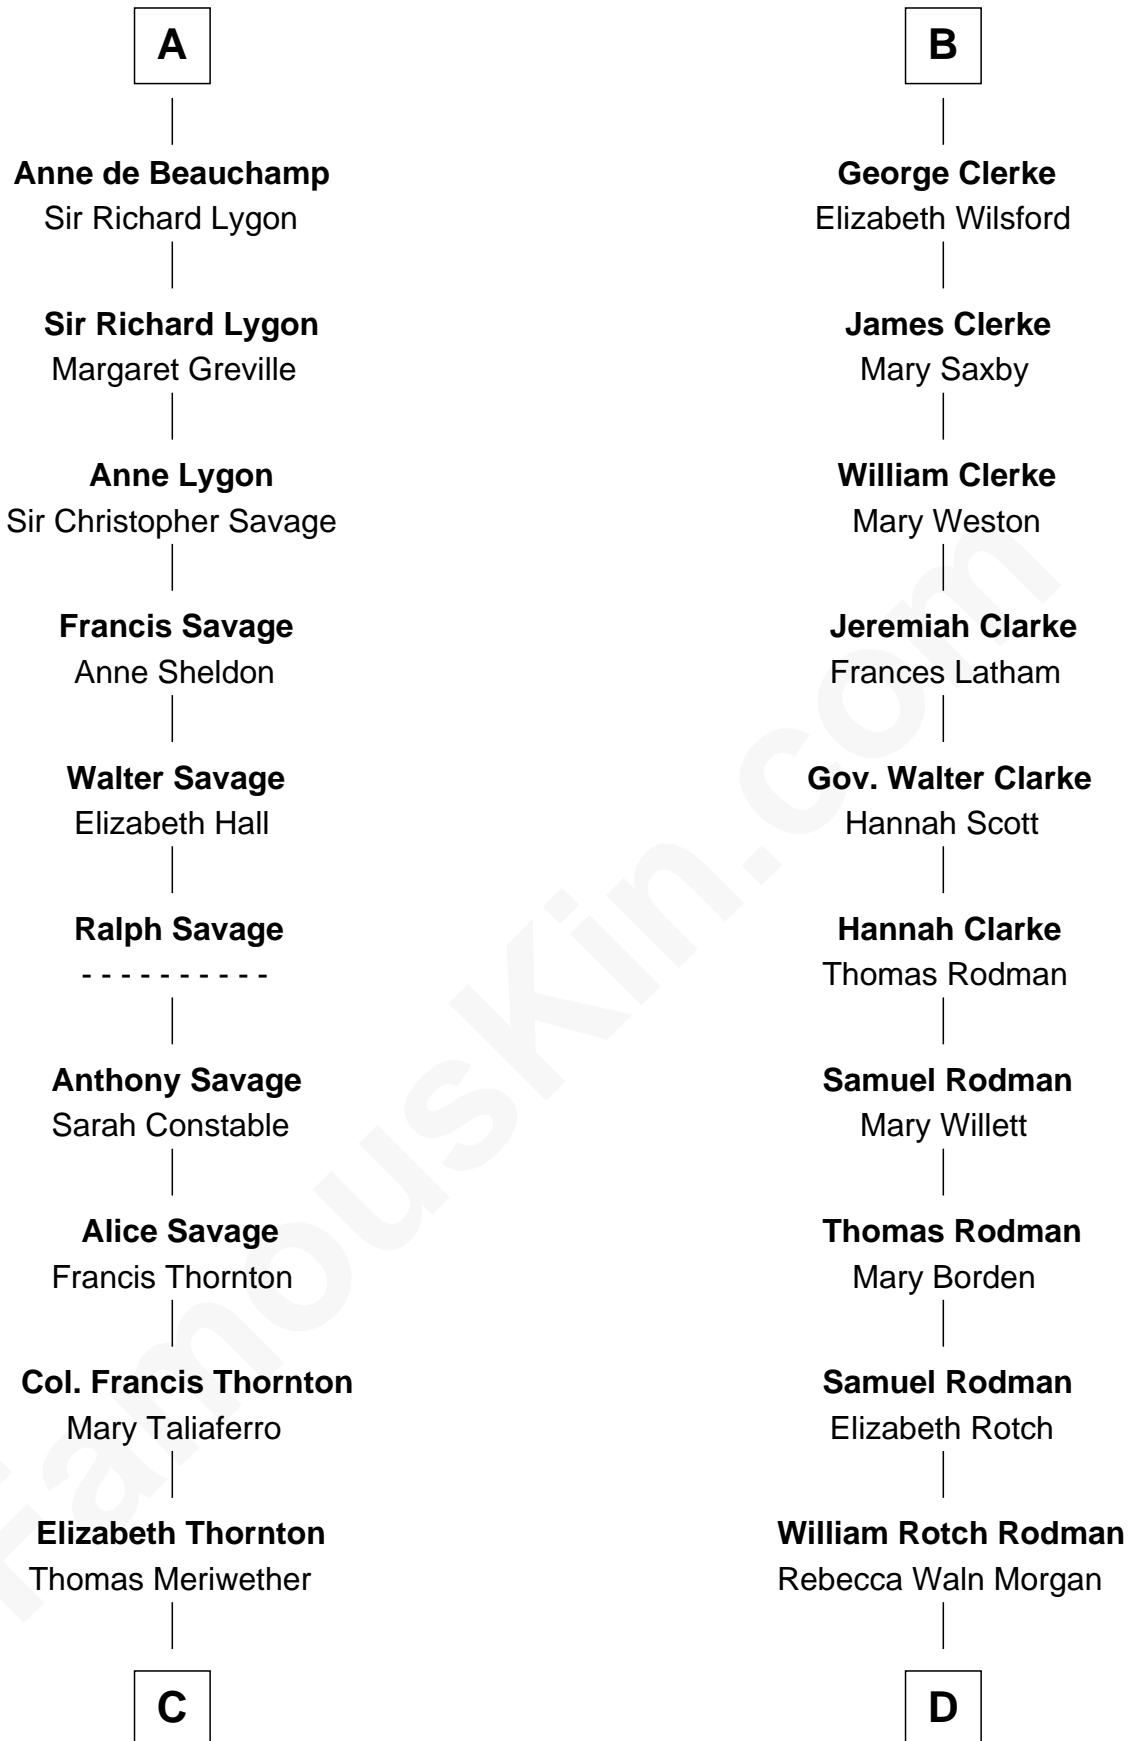 A
Anne de Beauchamp
Sir Richard Lygon
Sir Richard Lygon
Margaret Greville
Anne Lygon
Sir Christopher Savage
Francis Savage
Anne Sheldon
Walter Savage
Elizabeth Hall
Ralph Savage
- - - - - - - - - -
Anthony Savage
Sarah Constable
Alice Savage
Francis Thornton
Col. Francis Thornton
Mary Taliaferro
Elizabeth Thornton
Thomas Meriwether
C
B
George Clerke
Elizabeth Wilsford
James Clerke
Mary Saxby
William Clerke
Mary Weston
Jeremiah Clarke
Frances Latham
Gov. Walter Clarke
Hannah Scott
Hannah Clarke
Thomas Rodman
Samuel Rodman
Mary Willett
Thomas Rodman
Mary Borden
Samuel Rodman
Elizabeth Rotch
William Rotch Rodman
Rebecca Waln Morgan
D
FamousKin.com